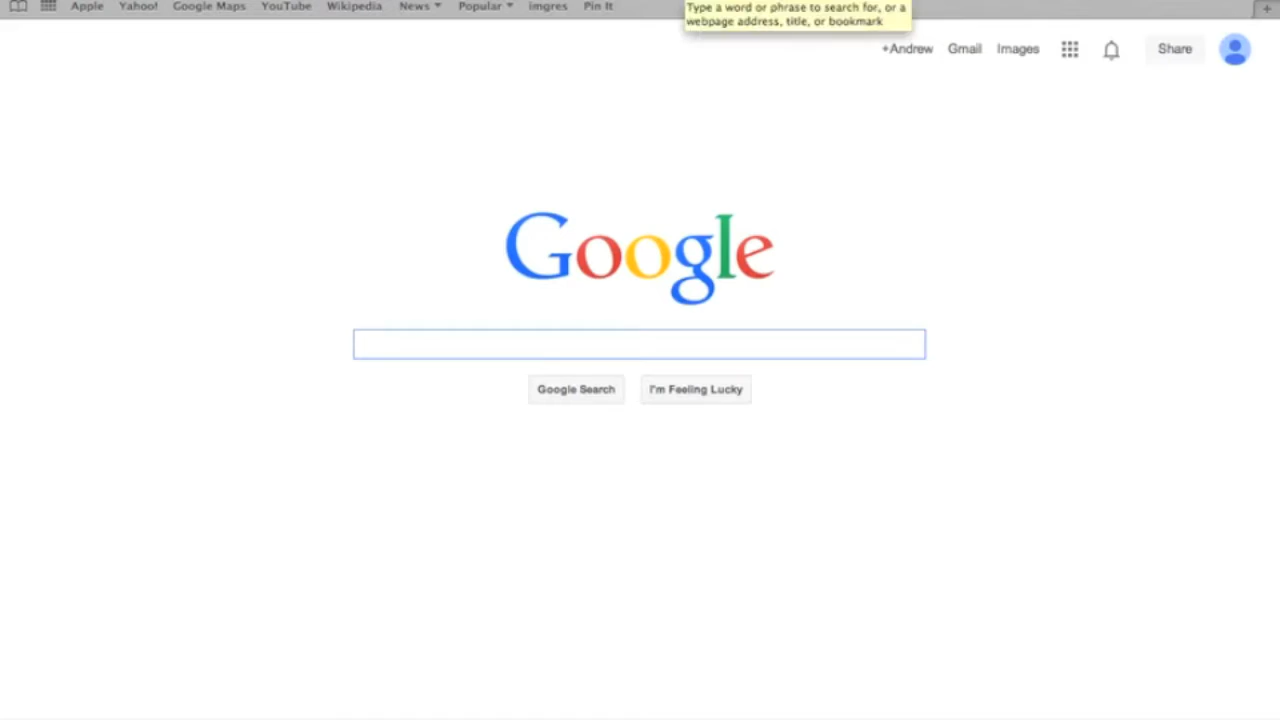 Apple Yahoo! Google Maps YouTube Wikipedia News Popular imgres Pin It
Type a word or phrase to search for, or a
webpage address, title, or bookmark
+Andrew Gmail Images Share
Google
Google Search I'm Feeling Lucky